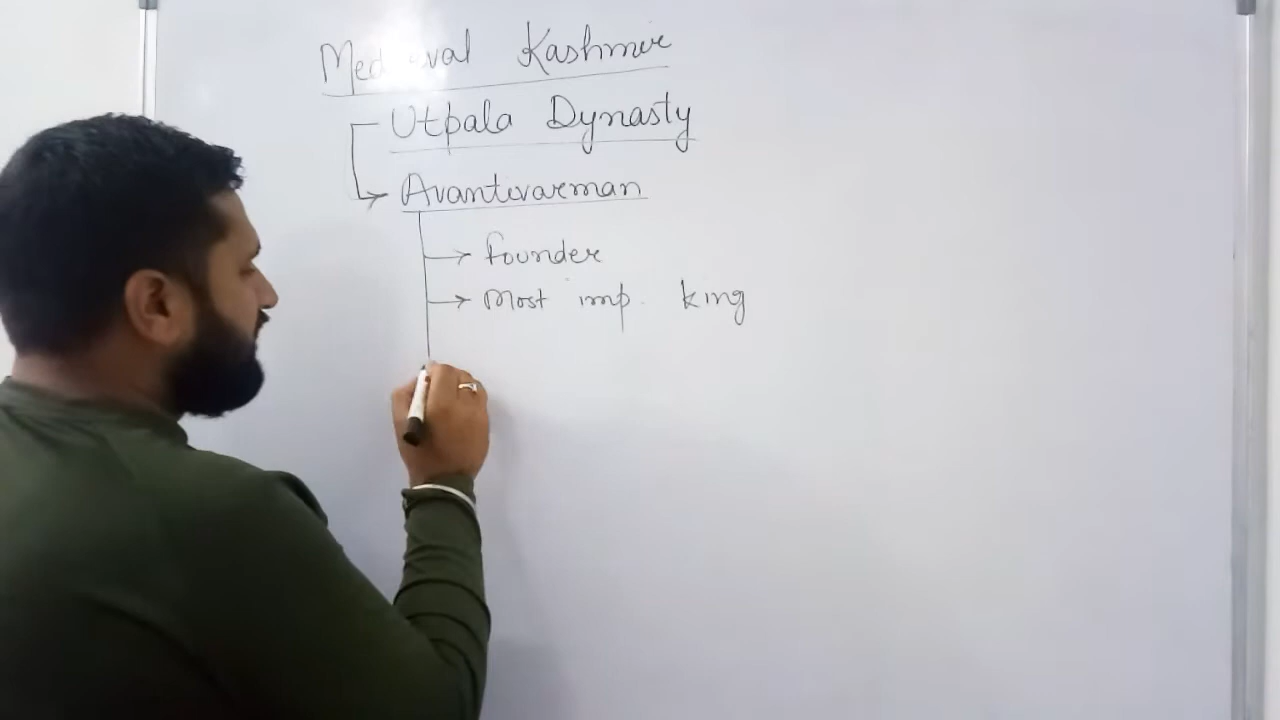 Medieval Kashmir
Utpala Dynasty
Avantivarman
founder
Most imp. king